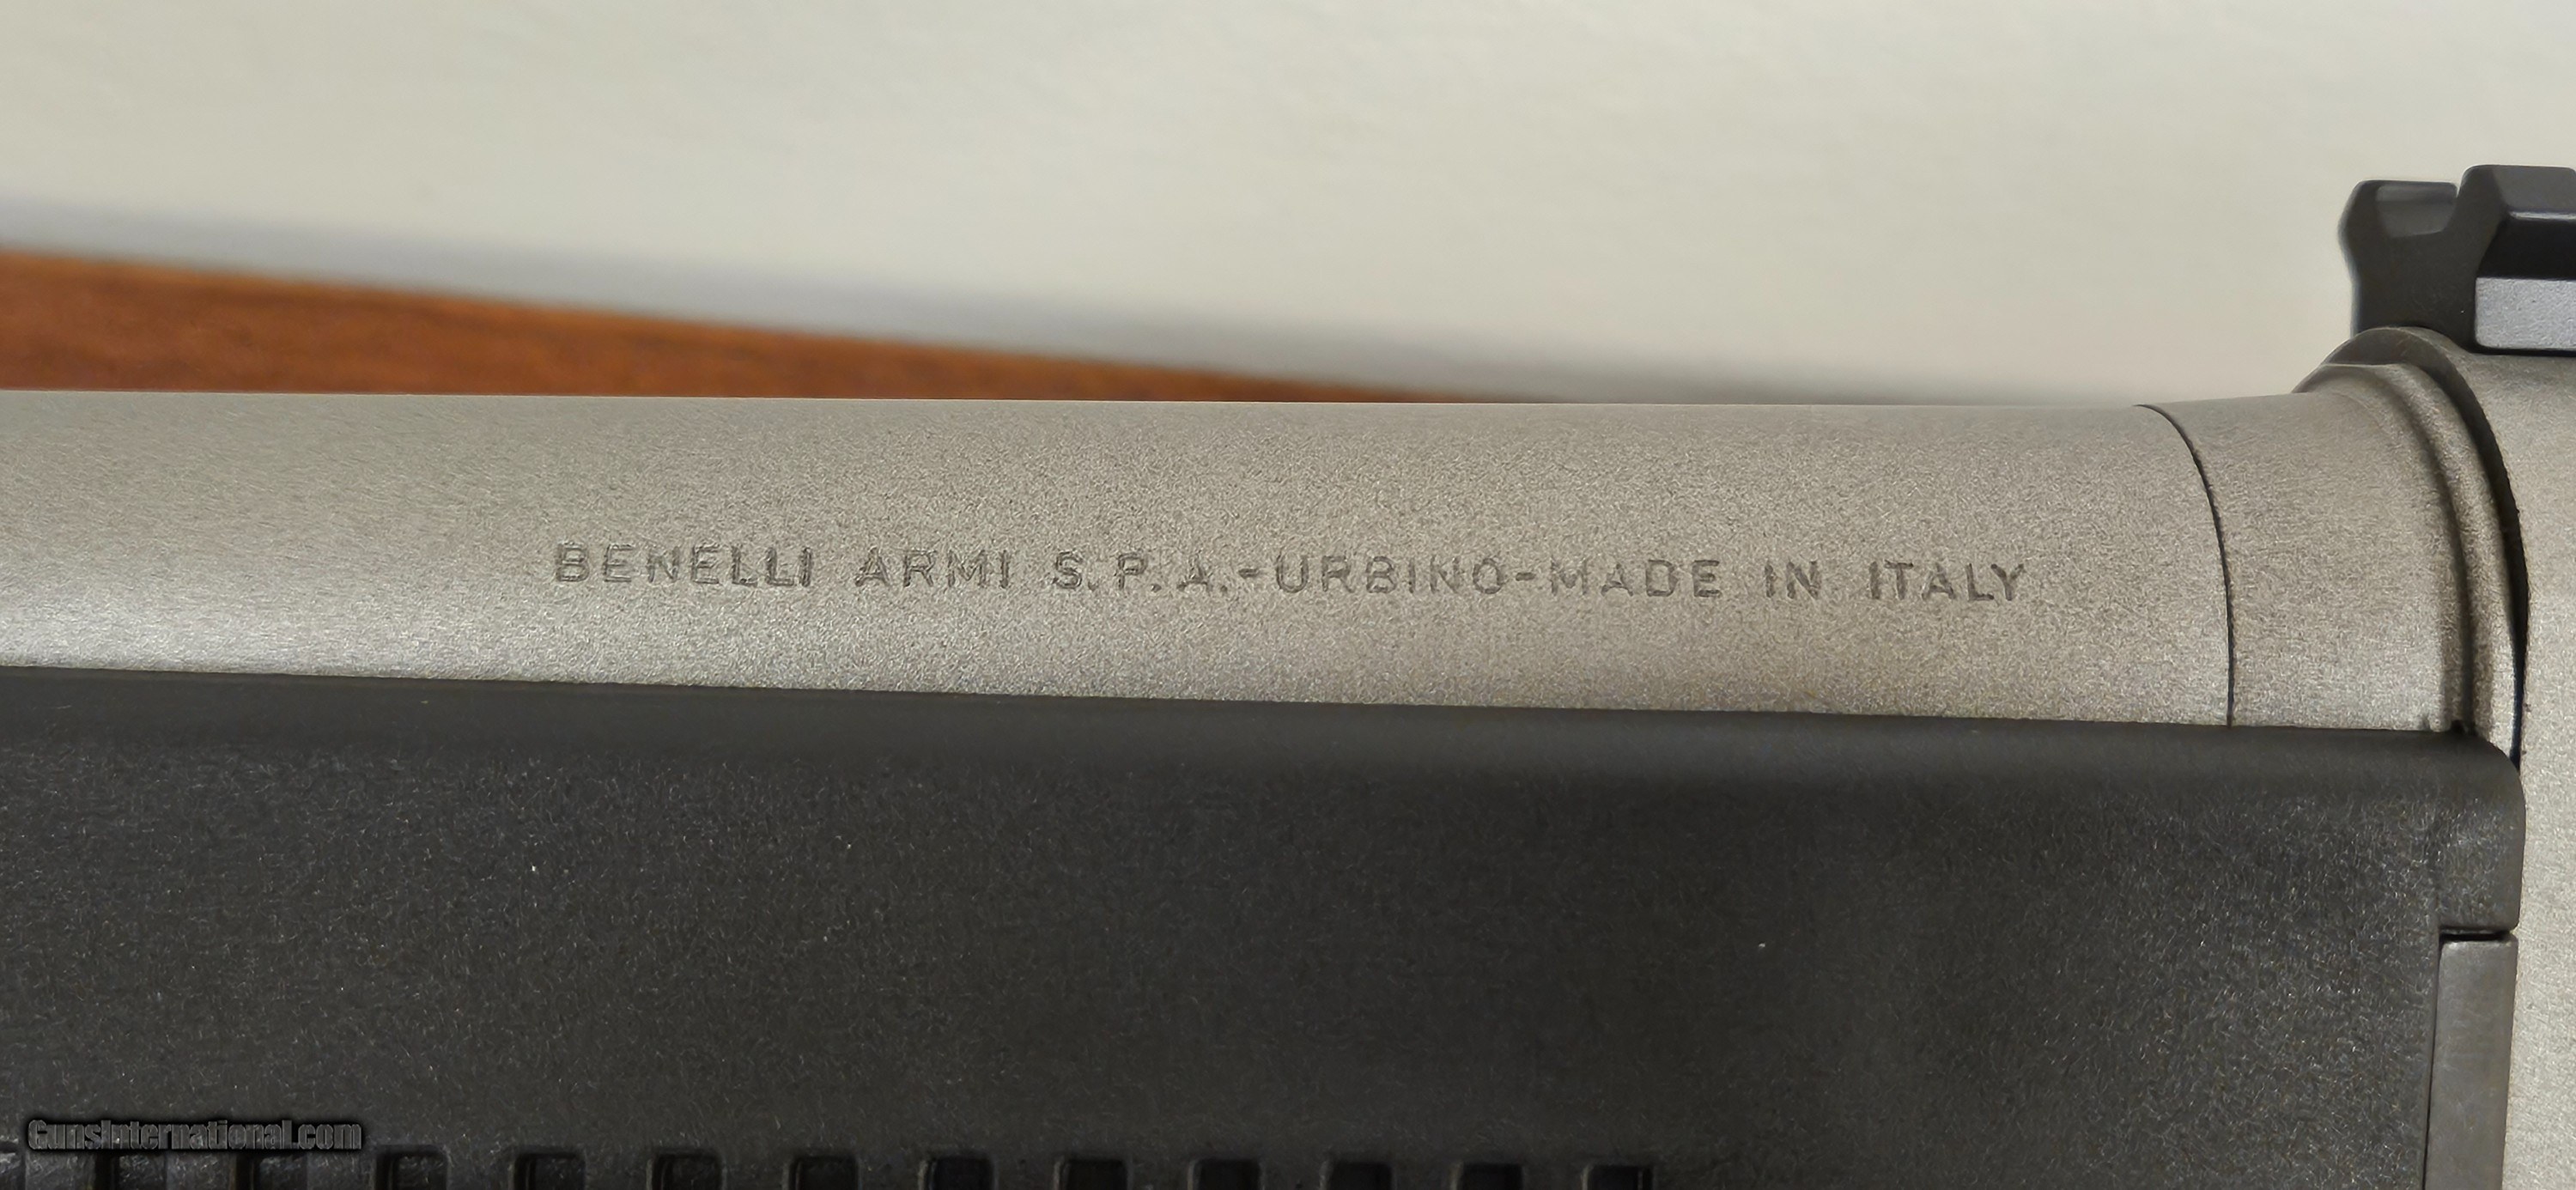 BENELLI ARMI S.P.A.-URBINO-MADE IN ITALY
GunsInternational.com